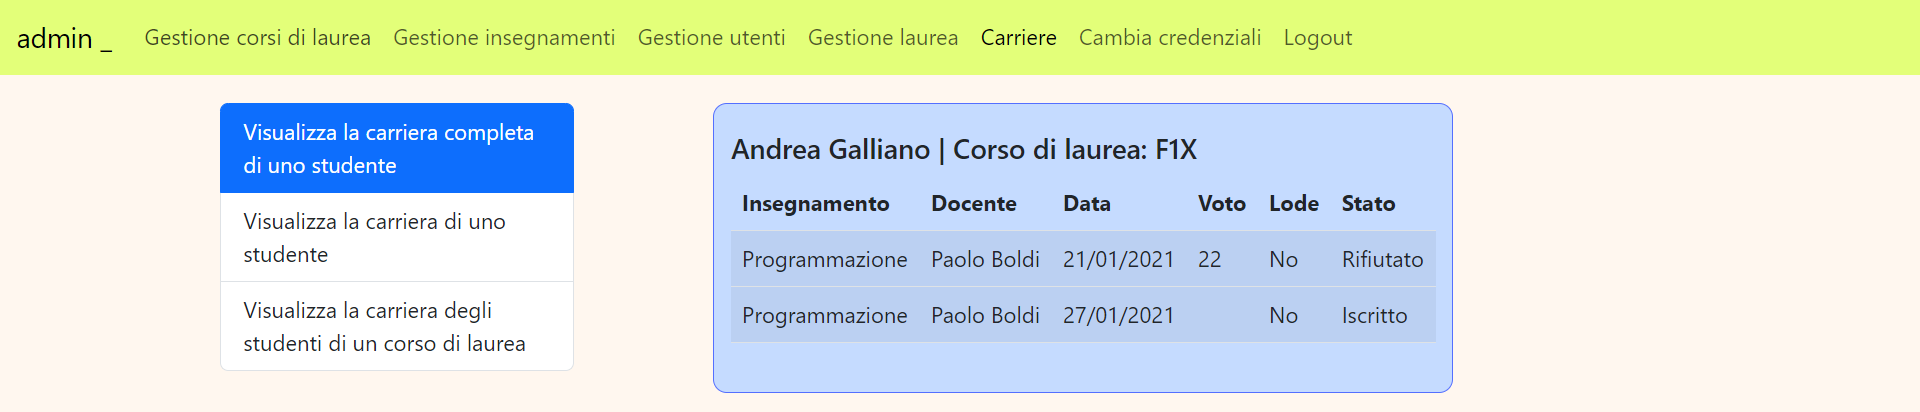 admin _ Gestione corsi di laurea Gestione insegnamenti Gestione utenti Gestione laurea Carriere Cambia credenziali Logout
Visualizza la carriera completa
di uno studente
Visualizza la carriera di uno
studente
Visualizza la carriera degli
studenti di un corso di laurea
Andrea Galliano | Corso di laurea: F1X
Insegnamento Docente Data Voto Lode Stato
Programmazione Paolo Boldi 21/01/2021 22 No Rifiutato
Programmazione Paolo Boldi 27/01/2021 No Iscritto